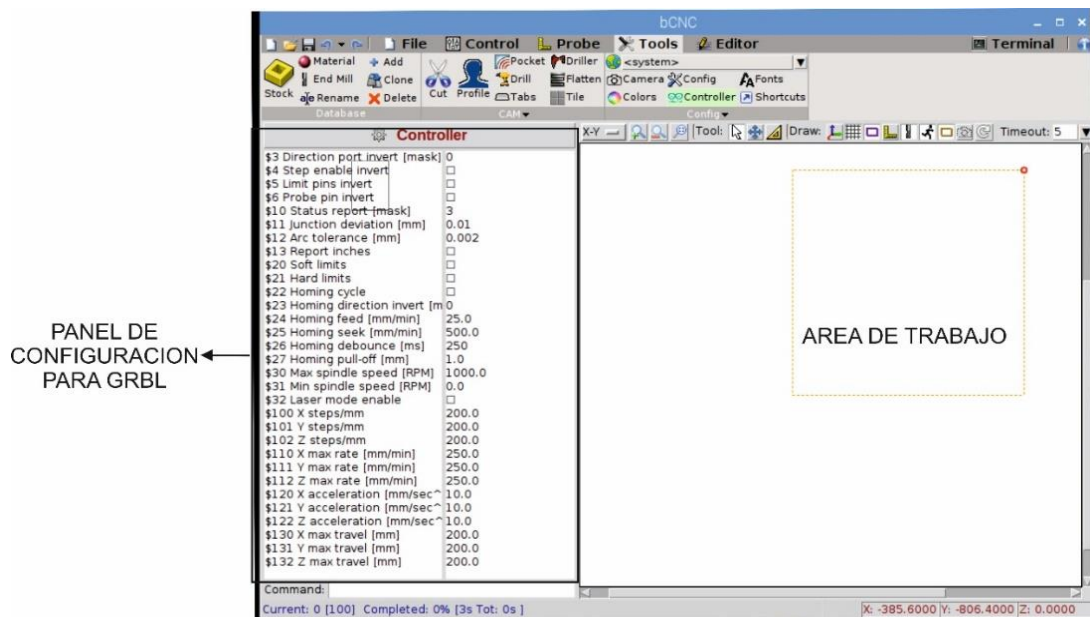 bCNC
File Control Probe Tools Editor Terminal
Material Add Pocket Driller <system>
Stock End Mill Clone Cut Profile Drill Flatten Camera Config Fonts
Rename Delete Tabs Tile Colors Controller Shortcuts
Database CAM Config
Controller X-Y Tool: Draw: Timeout: 5
$3 Direction port invert [mask] 0
$4 Step enable invert
$5 Limit pins invert
$6 Probe pin invert
$10 Status report [mask] 3
$11 Junction deviation [mm] 0.01
$12 Arc tolerance [mm] 0.002
$13 Report inches
$20 Soft limits
$21 Hard limits
$22 Homing cycle
$23 Homing direction invert [m 0
$24 Homing feed [mm/min] 25.0
$25 Homing seek [mm/min] 500.0
$26 Homing debounce [ms] 250
$27 Homing pull-off [mm] 1.0
$30 Max spindle speed [RPM] 1000.0
$31 Min spindle speed [RPM] 0.0
$32 Laser mode enable
$100 X steps/mm 200.0
$101 Y steps/mm 200.0
$102 Z steps/mm 200.0
$110 X max rate [mm/min] 250.0
$111 Y max rate [mm/min] 250.0
$112 Z max rate [mm/min] 250.0
$120 X acceleration [mm/sec^ 10.0
$121 Y acceleration [mm/sec^ 10.0
$122 Z acceleration [mm/sec^ 10.0
$130 X max travel [mm] 200.0
$131 Y max travel [mm] 200.0
$132 Z max travel [mm] 200.0
PANEL DE
CONFIGURACION
PARA GRBL
AREA DE TRABAJO
Command:
Current: 0 [100] Completed: 0% [3s Tot: 0s ] X: -385.6000 Y: -806.4000 Z: 0.0000